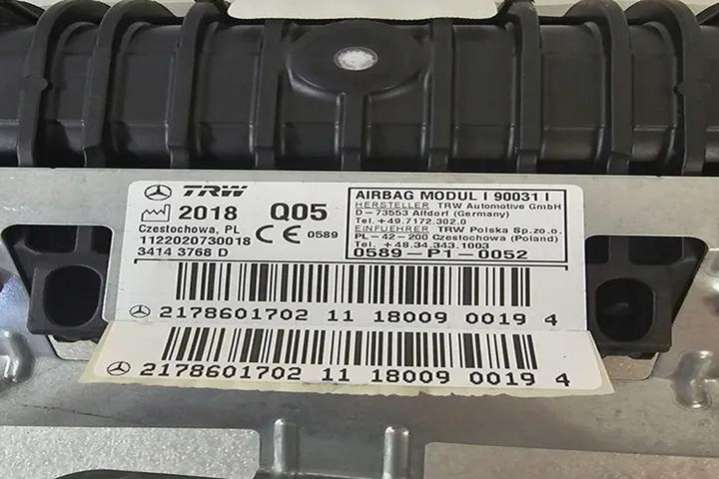 TRW
2018 Q05
Czestochowa, PL
1122020730018
3414 3768 D
CE 0589
AIRBAG MODUL I 90031 I
HERSTELLER TRW Automotive GmbH
D-73553 Alfdorf (Germany)
Tel. +49.7172.302.0
EINFUEHRER TRW Polska Sp.zo.o.
PL-42-200 Czestochowa (Poland)
Tel. +48.34.343.1003
0589-P1-0052
2178601702 11 18009 0019 4
2178601702 11 18009 0019 4